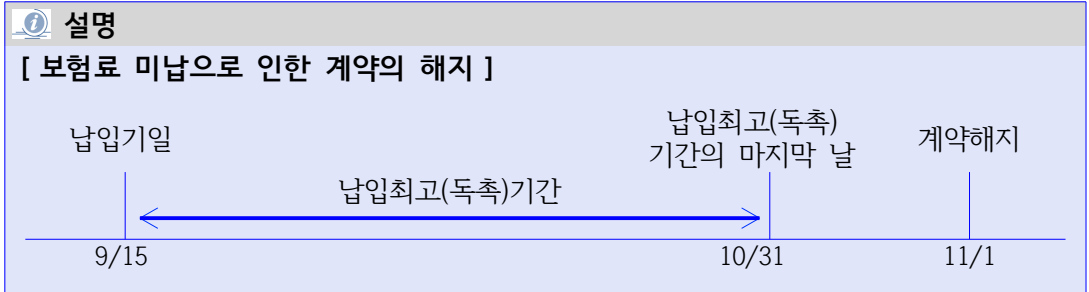 설명
[ 보험료 미납으로 인한 계약의 해지 ]
납입기일
납입최고(독촉)
기간의 마지막 날
계약해지
납입최고(독촉)기간
9/15
10/31
11/1